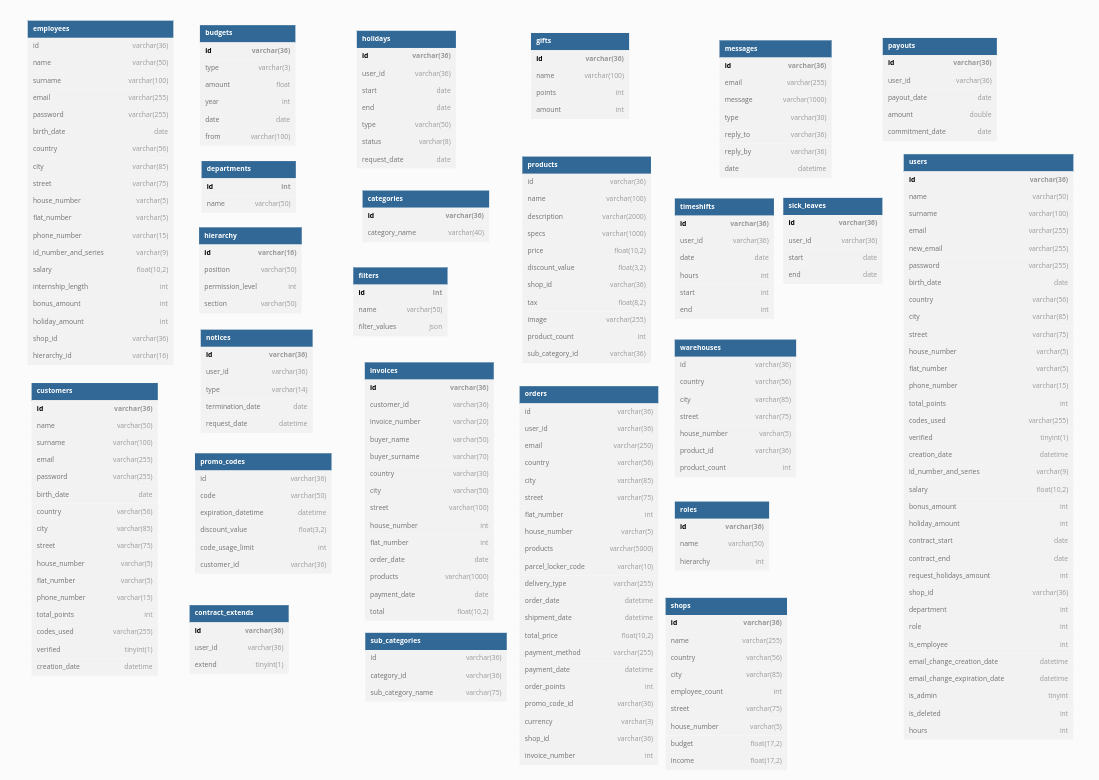 employees
id varchar(36)
name varchar(50)
surname varchar(100)
email varchar(255)
password varchar(255)
birth_date date
country varchar(56)
city varchar(85)
street varchar(75)
house_number varchar(5)
flat_number varchar(5)
phone_number varchar(15)
id_number_and_series varchar(9)
salary float(10,2)
internship_length int
bonus_amount int
holiday_amount int
shop_id varchar(36)
hierarchy_id varchar(16)
customers
id varchar(36)
name varchar(50)
surname varchar(100)
email varchar(255)
password varchar(255)
birth_date date
country varchar(56)
city varchar(85)
street varchar(75)
house_number varchar(5)
flat_number varchar(5)
phone_number varchar(15)
total_points int
codes_used varchar(255)
verified tinyint(1)
creation_date datetime
budgets
id varchar(36)
type varchar(3)
amount float
year int
date date
from varchar(100)
departments
id int
name varchar(50)
hierarchy
id varchar(16)
position varchar(50)
permission_level int
section varchar(50)
notices
id varchar(36)
user_id varchar(36)
type varchar(14)
termination_date date
request_date datetime
promo_codes
id varchar(36)
code varchar(50)
expiration_datetime datetime
discount_value float(3,2)
code_usage_limit int
customer_id varchar(36)
contract_extends
id varchar(36)
user_id varchar(36)
extend tinyint(1)
holidays
id varchar(36)
user_id varchar(36)
start date
end date
type varchar(50)
status varchar(8)
request_date date
categories
id varchar(36)
category_name varchar(40)
filters
id int
name varchar(50)
filter_values json
invoices
id varchar(36)
customer_id varchar(36)
invoice_number varchar(20)
buyer_name varchar(50)
buyer_surname varchar(70)
country varchar(30)
city varchar(50)
street varchar(100)
house_number int
flat_number int
order_date date
products varchar(1000)
payment_date date
total float(10,2)
sub_categories
id varchar(36)
category_id varchar(36)
sub_category_name varchar(75)
gifts
id varchar(36)
name varchar(100)
points int
amount int
products
id varchar(36)
name varchar(100)
description varchar(2000)
specs varchar(1000)
price float(10,2)
discount_value float(3,2)
shop_id varchar(36)
tax float(8,2)
image varchar(255)
product_count int
sub_category_id varchar(36)
orders
id varchar(36)
user_id varchar(36)
email varchar(250)
country varchar(56)
city varchar(85)
street varchar(75)
flat_number int
house_number varchar(5)
products varchar(5000)
parcel_locker_code varchar(10)
delivery_type varchar(255)
order_date datetime
shipment_date datetime
total_price float(10,2)
payment_method varchar(255)
payment_date datetime
order_points int
promo_code_id varchar(36)
currency varchar(3)
shop_id varchar(36)
invoice_number int
messages
id varchar(36)
email varchar(255)
message varchar(1000)
type varchar(30)
reply_to varchar(36)
reply_by varchar(36)
date datetime
timeshifts
id varchar(36)
user_id varchar(36)
date date
hours int
start int
end int
sick_leaves
id varchar(36)
user_id varchar(36)
start date
end date
warehouses
id varchar(36)
country varchar(56)
city varchar(85)
street varchar(75)
house_number varchar(5)
product_id varchar(36)
product_count int
roles
id varchar(36)
name varchar(50)
hierarchy int
shops
id varchar(36)
name varchar(255)
country varchar(56)
city varchar(85)
employee_count int
street varchar(75)
house_number varchar(5)
budget float(17,2)
income float(17,2)
payouts
id varchar(36)
user_id varchar(36)
payout_date date
amount double
commitment_date date
users
id varchar(36)
name varchar(50)
surname varchar(100)
email varchar(255)
new_email varchar(255)
password varchar(255)
birth_date date
country varchar(56)
city varchar(85)
street varchar(75)
house_number varchar(5)
flat_number varchar(5)
phone_number varchar(15)
total_points int
codes_used varchar(255)
verified tinyint(1)
creation_date datetime
id_number_and_series varchar(9)
salary float(10,2)
bonus_amount int
holiday_amount int
contract_start date
contract_end date
request_holidays_amount int
shop_id varchar(36)
department int
role int
is_employee int
email_change_creation_date datetime
email_change_expiration_date datetime
is_admin tinyint
is_deleted int
hours int